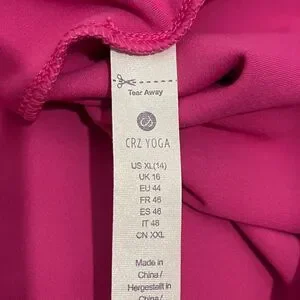 Tear Away
CRZ YOGA
US XL(14)
UK 16
EU 44
FR 46
ES 46
IT 48
CN XXL
Made in
China /
Hergestellt in
China /